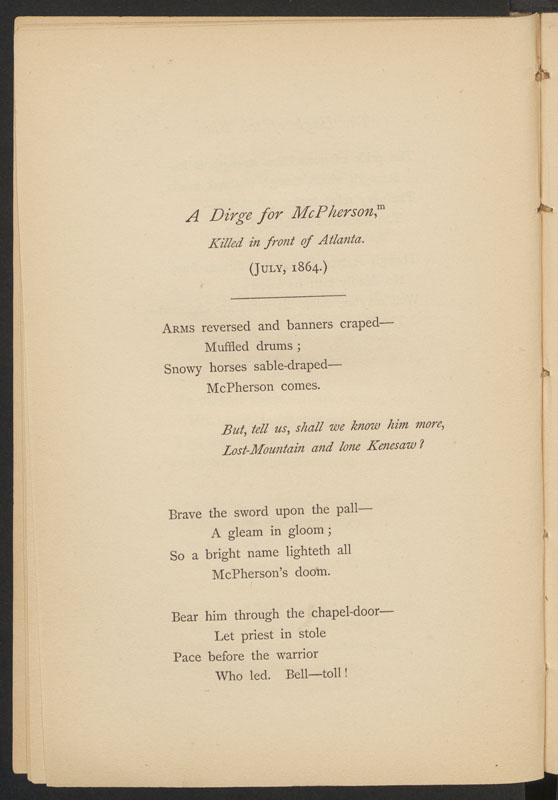 A Dirge for McPherson,m
Killed in front of Atlanta.
(July, 1864.)
Arms reversed and banners craped—
Muffled drums ;
Snowy horses sable-draped—
McPherson comes.
But, tell us, shall we know him more,
Lost-Mountain and lone Kenesaw ?
Brave the sword upon the pall—
A gleam in gloom ;
So a bright name lighteth all
McPherson's doom.
Bear him through the chapel-door—
Let priest in stole
Pace before the warrior
Who led. Bell—toll !